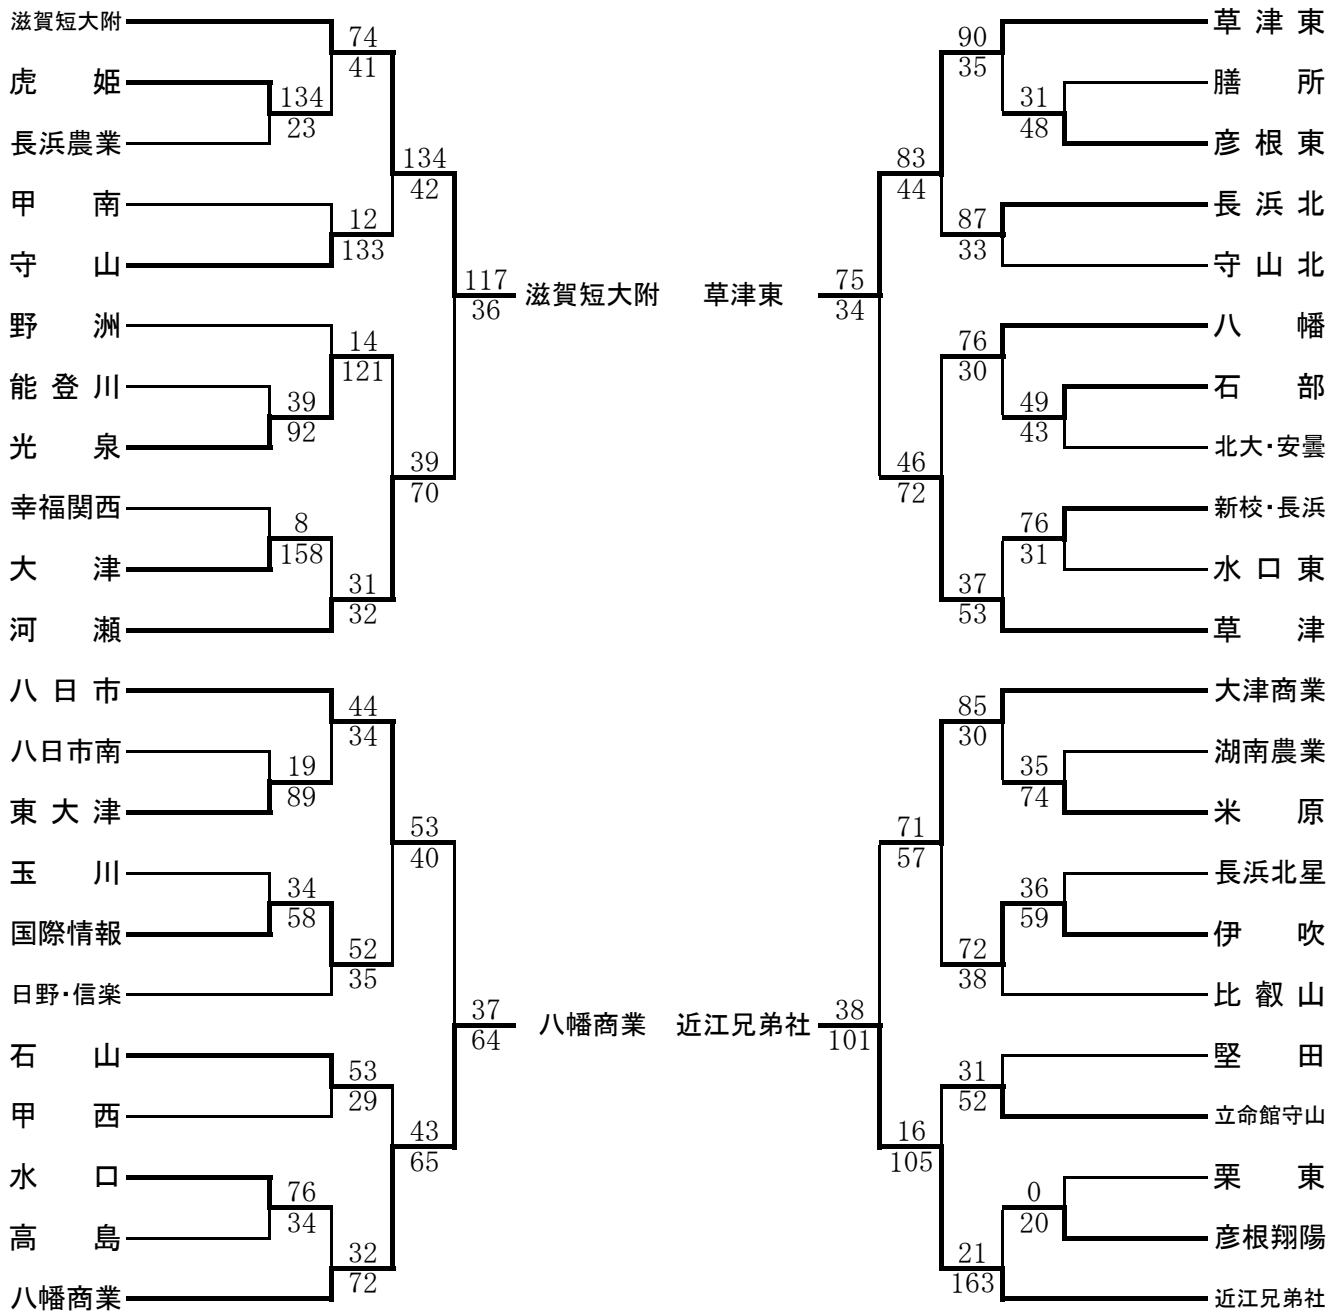 滋賀短大附
74
41
虎姫
134
23
長浜農業
134
42
甲南
12
133
守山
117
36
滋賀短大附
野洲
14
121
能登川
39
92
光泉
39
70
幸福関西
8
158
大津
31
32
河瀬
八日市
44
34
八日市南
19
89
東大津
53
40
玉川
34
58
国際情報
52
35
日野・信楽
37
64
八幡商業
石山
53
29
甲西
43
65
水口
76
34
高島
32
72
八幡商業
草津東
90
35
膳所
31
48
彦根東
83
44
長浜北
87
33
守山北
草津東
75
34
八幡
76
30
石部
49
43
北大・安曇
46
72
新校・長浜
76
31
水口東
37
53
草津
大津商業
85
30
湖南農業
35
74
米原
71
57
長浜北星
36
59
伊吹
72
38
比叡山
近江兄弟社
38
101
堅田
31
52
立命館守山
16
105
栗東
0
20
彦根翔陽
21
163
近江兄弟社